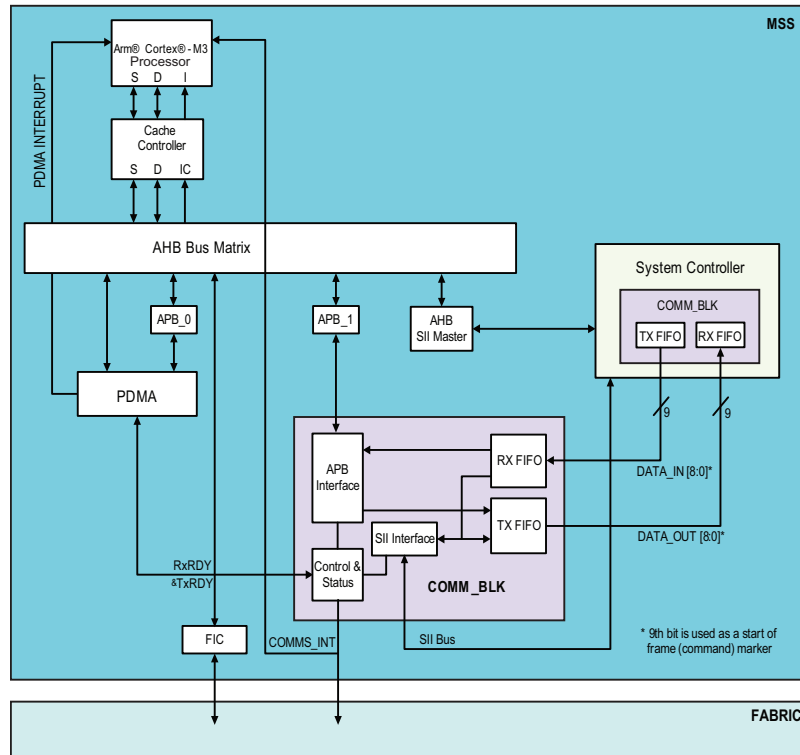 MSS
Arm® Cortex®-M3
Processor
S D I
PDMA INTERRUPT
Cache
Controller
S D IC
AHB Bus Matrix
System Controller
COMM_BLK
TX FIFO RX FIFO
APB_0
APB_1
AHB
SII Master
PDMA
9 9
APB
Interface
RX FIFO
DATA_IN [8:0]*
TX FIFO
SII Interface
DATA_OUT [8:0]*
RxRDY
&TxRDY
Control &
Status
COMM_BLK
FIC
COMMS_INT
SII Bus
* 9th bit is used as a start of
frame (command) marker
FABRIC